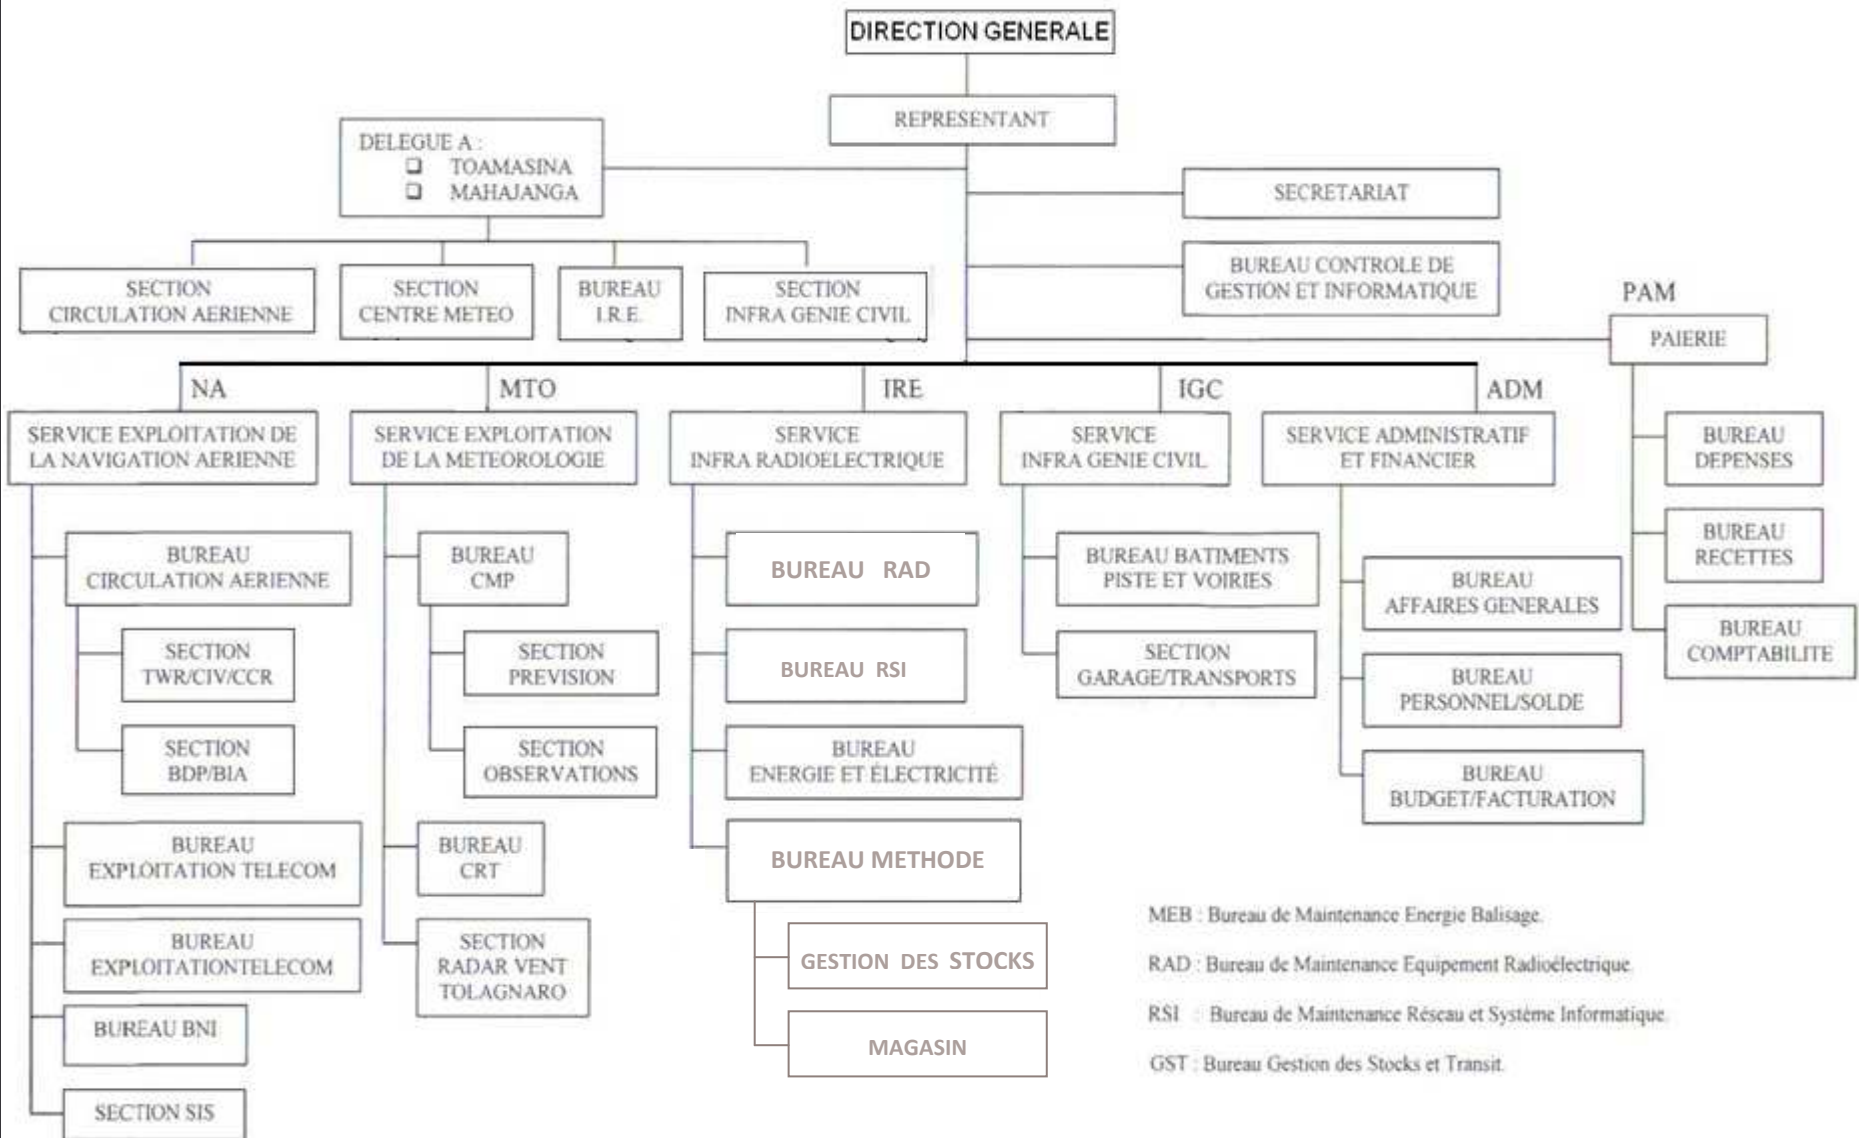 DIRECTION GENERALE
REPRESENTANT
DELEGUE A :
❑ TOAMASINA
❑ MAHAJANGA
SECRETARIAT
BUREAU CONTROLE DE
GESTION ET INFORMATIQUE
SECTION
CIRCULATION AERIENNE
SECTION
CENTRE METEO
BUREAU
I.R.E.
SECTION
INFRA GENIE CIVIL
PAM
PAIERIE
BUREAU
DEPENSES
BUREAU
RECETTES
BUREAU
COMPTABILITE
NA
SERVICE EXPLOITATION DE
LA NAVIGATION AERIENNE
BUREAU
CIRCULATION AERIENNE
SECTION
TWR/CIV/CCR
SECTION
BDP/BIA
BUREAU
EXPLOITATION TELECOM
BUREAU
EXPLOITATIONTELECOM
BUREAU BNI
SECTION SIS
MTO
SERVICE EXPLOITATION
DE LA METEOROLOGIE
BUREAU
CMP
SECTION
PREVISION
SECTION
OBSERVATIONS
BUREAU
CRT
SECTION
RADAR VENT
TOLAGNARO
IRE
SERVICE
INFRA RADIOELECTRIQUE
BUREAU RAD
BUREAU RSI
BUREAU
ENERGIE ET ÉLECTRICITÉ
BUREAU METHODE
GESTION DES STOCKS
MAGASIN
IGC
SERVICE
INFRA GENIE CIVIL
BUREAU BATIMENTS
PISTE ET VOIRIES
SECTION
GARAGE/TRANSPORTS
ADM
SERVICE ADMINISTRATIF
ET FINANCIER
BUREAU
AFFAIRES GENERALES
BUREAU
PERSONNEL/SOLDE
BUREAU
BUDGET/FACTURATION
MEB : Bureau de Maintenance Energie Balisage.
RAD : Bureau de Maintenance Equipement Radioélectrique.
RSI : Bureau de Maintenance Réseau et Système Informatique.
GST : Bureau Gestion des Stocks et Transit.